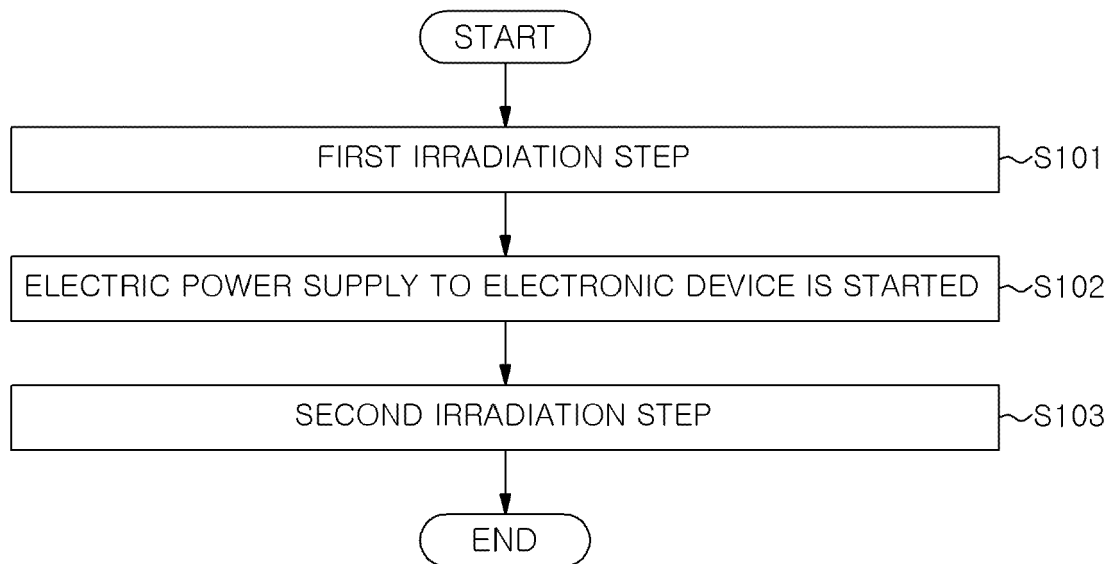 START
FIRST IRRADIATION STEP
S101
ELECTRIC POWER SUPPLY TO ELECTRONIC DEVICE IS STARTED
S102
SECOND IRRADIATION STEP
S103
END